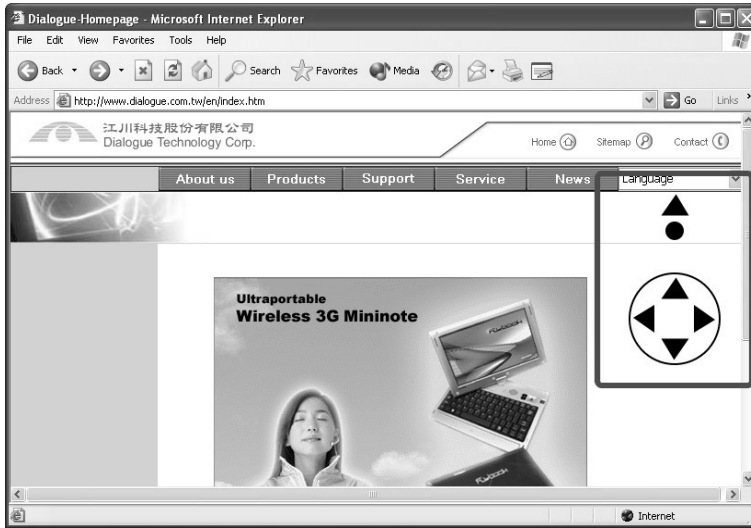 Dialogue-Homepage - Microsoft Internet Explorer
File Edit View Favorites Tools Help
Back Search Favorites Media
Address http://www.dialogue.com.tw/en/index.htm Go Links
江川科技股份有限公司
Dialogue Technology Corp.
Home Sitemap Contact
About us Products Support Service News Language
Ultraportable
Wireless 3G Mininote
Flybook
Flybook
Internet